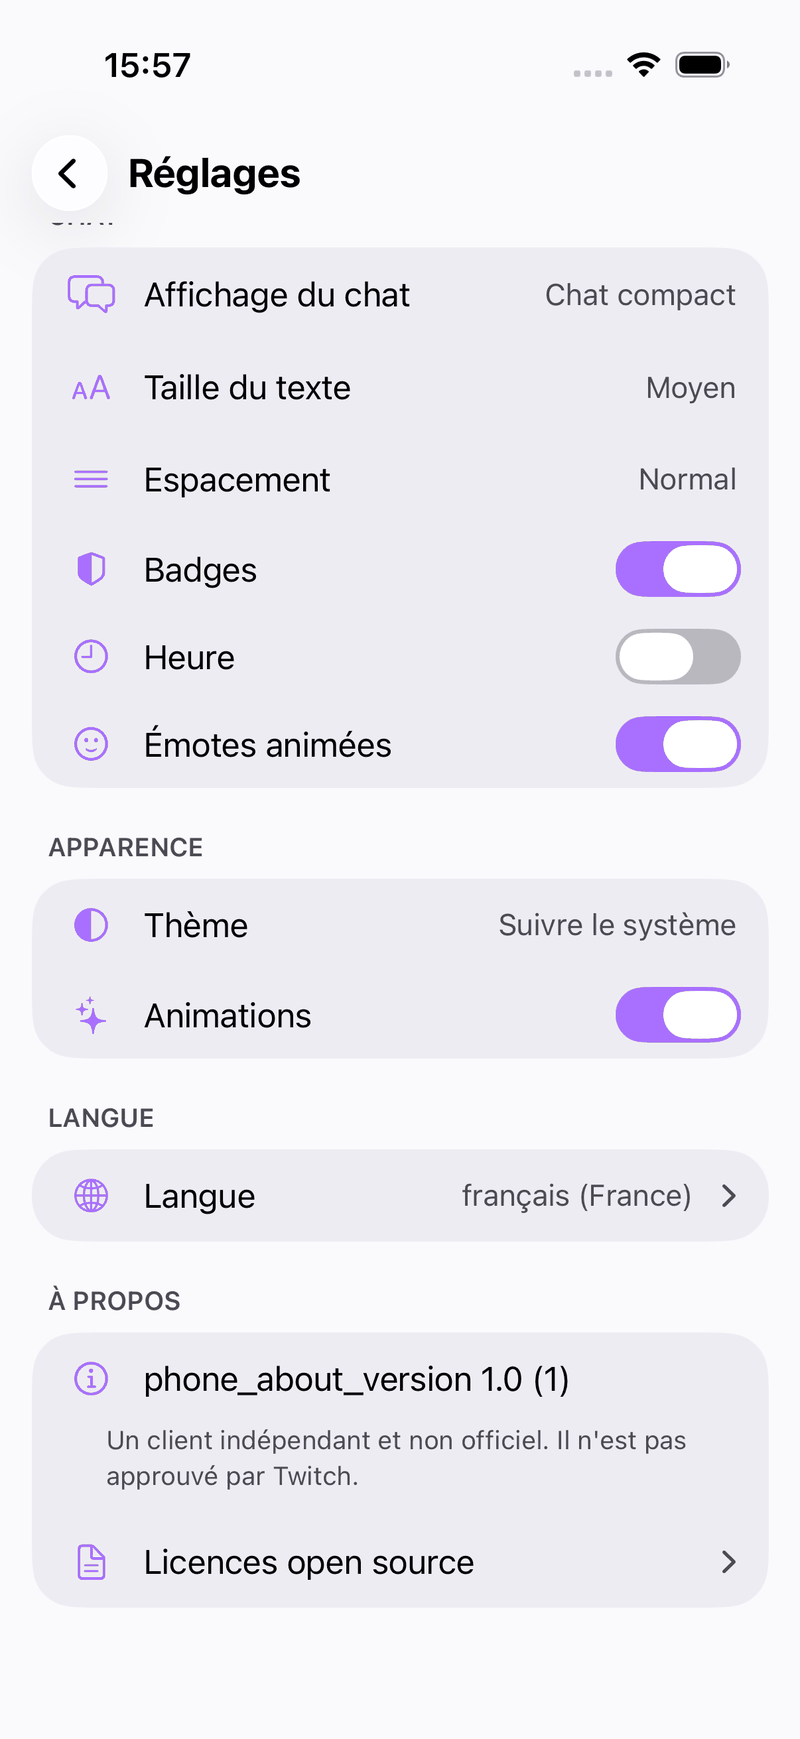 15:57
Réglages
CHAT
Affichage du chat Chat compact
Taille du texte Moyen
Espacement Normal
Badges
Heure
Émotes animées
APPARENCE
Thème Suivre le système
Animations
LANGUE
Langue français (France)
À PROPOS
phone_about_version 1.0 (1)
Un client indépendant et non officiel. Il n'est pas
approuvé par Twitch.
Licences open source